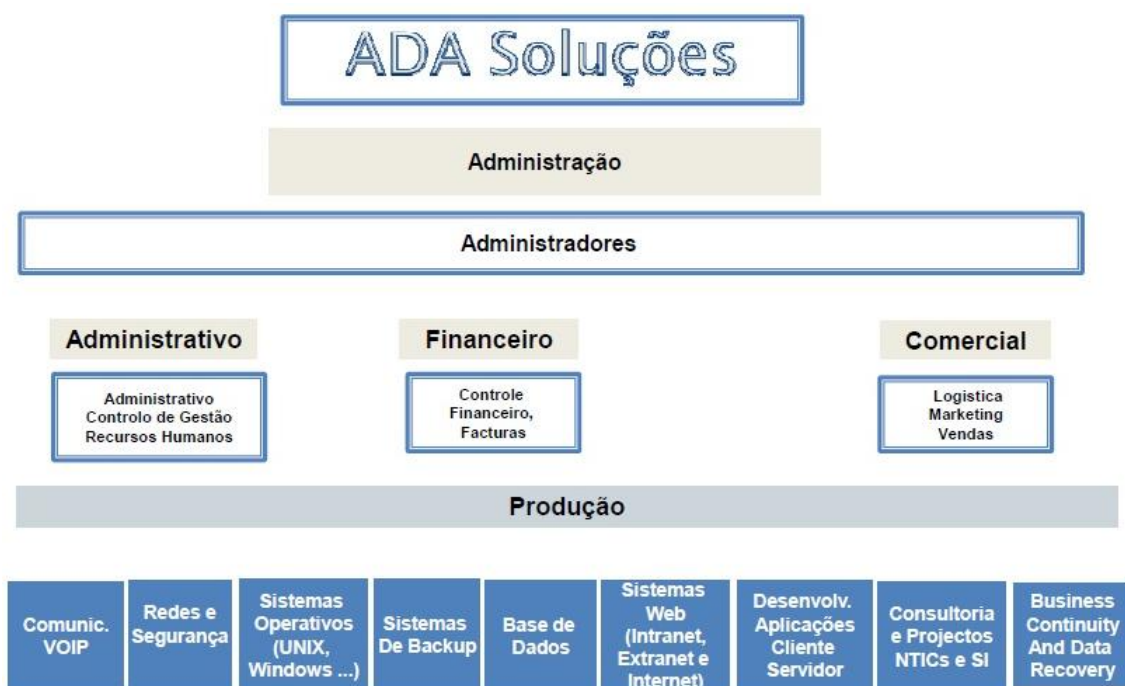 ADA Soluções
Administração
Administradores
Administrativo
Administrativo
Controlo de Gestão
Recursos Humanos
Financeiro
Controle
Financeiro,
Facturas
Comercial
Logistica
Marketing
Vendas
Produção
Comunic.
VOIP
Redes e
Segurança
Sistemas
Operativos
(UNIX,
Windows ...)
Sistemas
De Backup
Base de
Dados
Sistemas
Web
(Intranet,
Extranet e
Internet)
Desenvolv.
Aplicações
Cliente
Servidor
Consultoria
e Projectos
NTICs e SI
Business
Continuity
And Data
Recovery